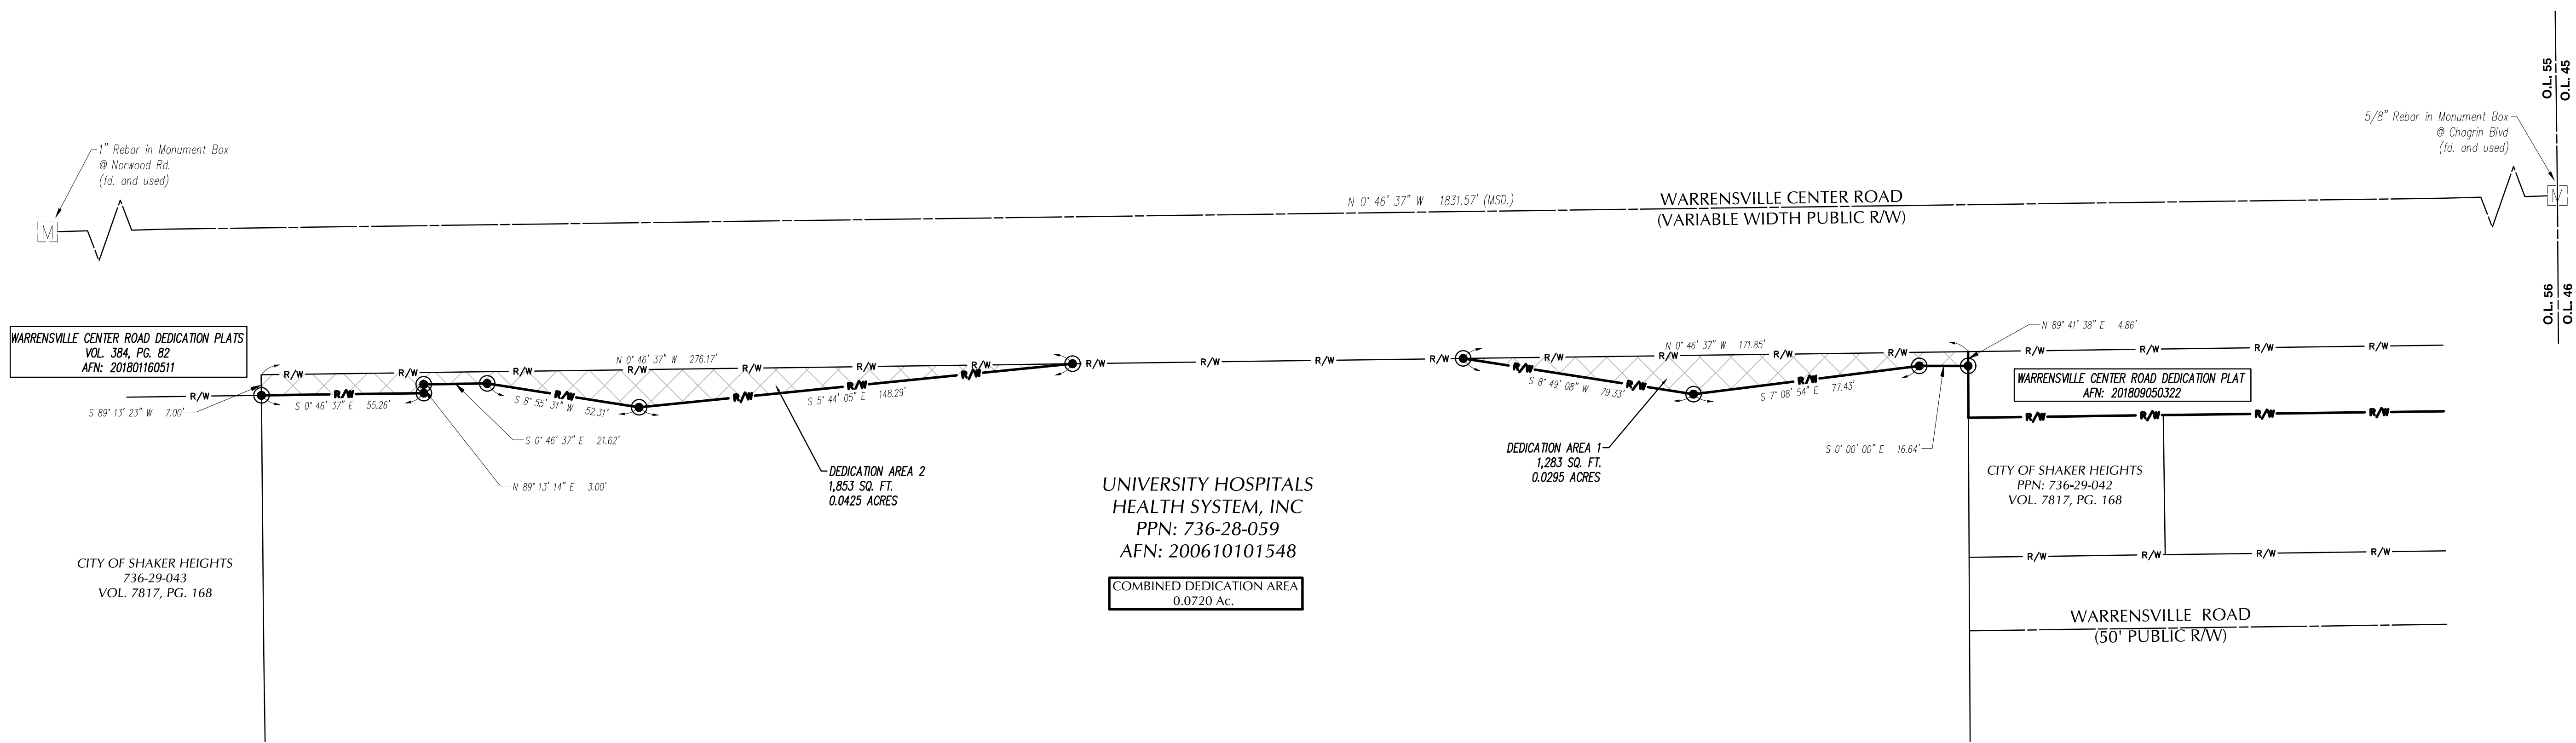 O.L. 55
O.L. 45
1" Rebar in Monument Box
@ Norwood Rd.
(fd. and used)
5/8" Rebar in Monument Box
@ Chagrin Blvd
(fd. and used)
M
M
N 0° 46' 37" W 1831.57' (MSD.)
WARRENSVILLE CENTER ROAD
(VARIABLE WIDTH PUBLIC R/W)
O.L. 56
O.L. 46
WARRENSVILLE CENTER ROAD DEDICATION PLATS
VOL. 384, PG. 82
AFN: 201801160511
R/W
S 89° 13' 23" W 7.00'
R/W
R/W
R/W
R/W
R/W
R/W
R/W
N 0° 46' 37" W 276.17'
R/W
S 0° 46' 37" E 55.26'
S 0° 46' 37" E 21.62'
N 89° 13' 14" E 3.00'
R/W
S 8° 55' 31" W 52.31'
R/W
R/W
R/W
S 5° 44' 05" E 148.29'
DEDICATION AREA 2
1,853 SQ. FT.
0.0425 ACRES
R/W
R/W
R/W
R/W
R/W
R/W
R/W
R/W
N 0° 46' 37" W 171.85'
R/W
R/W
S 8° 49' 08" W 79.33'
R/W
S 7° 08' 54" E 77.43'
DEDICATION AREA 1
1,283 SQ. FT.
0.0295 ACRES
N 89° 41' 38" E 4.86'
S 0° 00' 00" E 16.64'
R/W
R/W
R/W
R/W
WARRENSVILLE CENTER ROAD DEDICATION PLAT
AFN: 201809050322
R/W
R/W
R/W
R/W
CITY OF SHAKER HEIGHTS
PPN: 736-29-042
VOL. 7817, PG. 168
R/W
R/W
R/W
R/W
WARRENSVILLE ROAD
(50' PUBLIC R/W)
UNIVERSITY HOSPITALS
HEALTH SYSTEM, INC
PPN: 736-28-059
AFN: 200610101548
COMBINED DEDICATION AREA
0.0720 Ac.
CITY OF SHAKER HEIGHTS
736-29-043
VOL. 7817, PG. 168